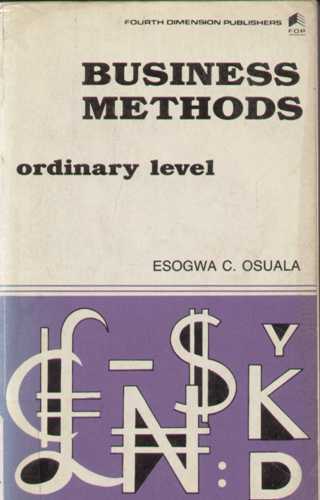 FOURTH DIMENSION PUBLISHERS
FDP
BUSINESS
METHODS
ordinary level
ESOGWA C. OSUALA
£ – $ Y
₦ : K
D